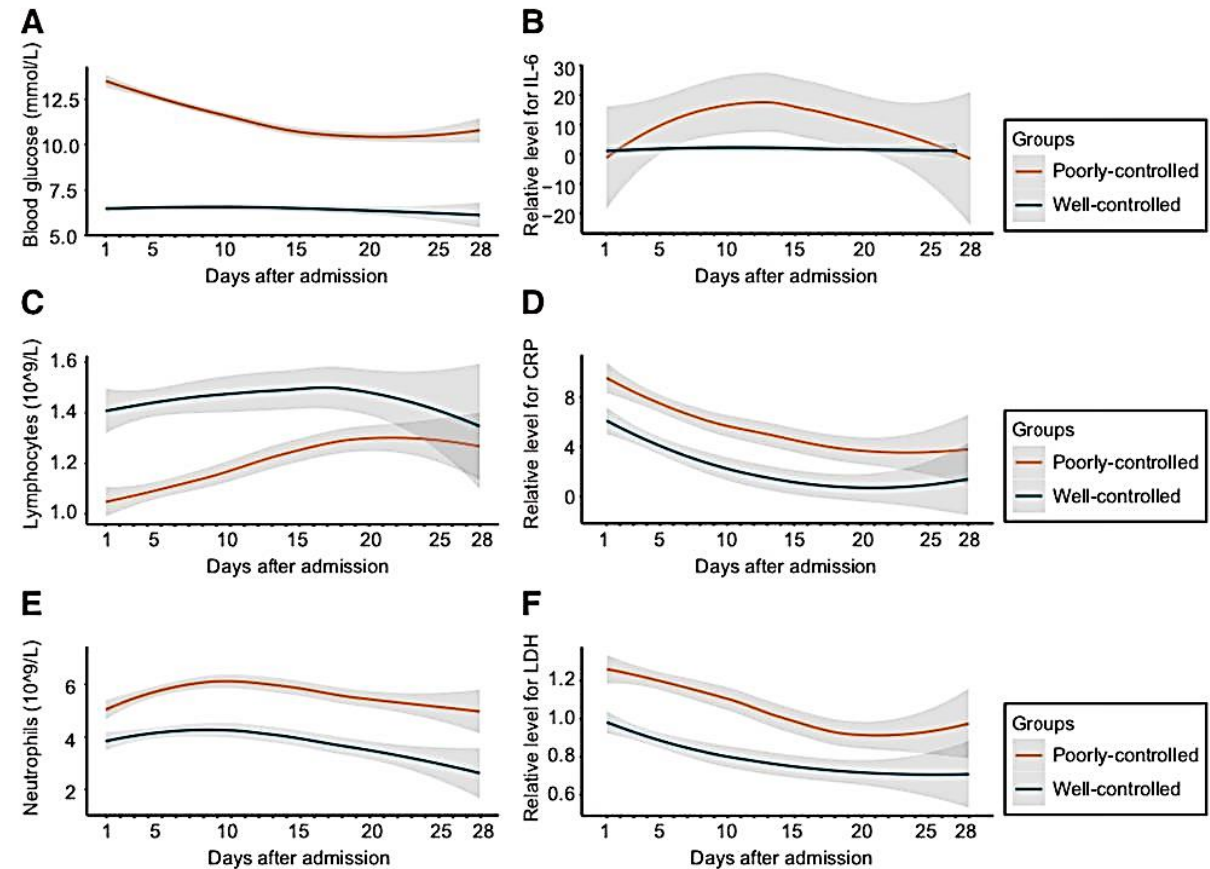 A
Blood glucose (mmol/L)
12.5
10.0
7.5
5.0
1 5 10 15 20 25 28
Days after admission
B
Relative level for IL-6
30
20
10
0
−10
−20
1 5 10 15 20 25 28
Days after admission
Groups
Poorly-controlled
Well-controlled
C
Lymphocytes (10^9/L)
1.6
1.4
1.2
1.0
1 5 10 15 20 25 28
Days after admission
D
Relative level for CRP
8
4
0
1 5 10 15 20 25 28
Days after admission
Groups
Poorly-controlled
Well-controlled
E
Neutrophils (10^9/L)
6
4
2
1 5 10 15 20 25 28
Days after admission
F
Relative level for LDH
1.2
1.0
0.8
0.6
1 5 10 15 20 25 28
Days after admission
Groups
Poorly-controlled
Well-controlled